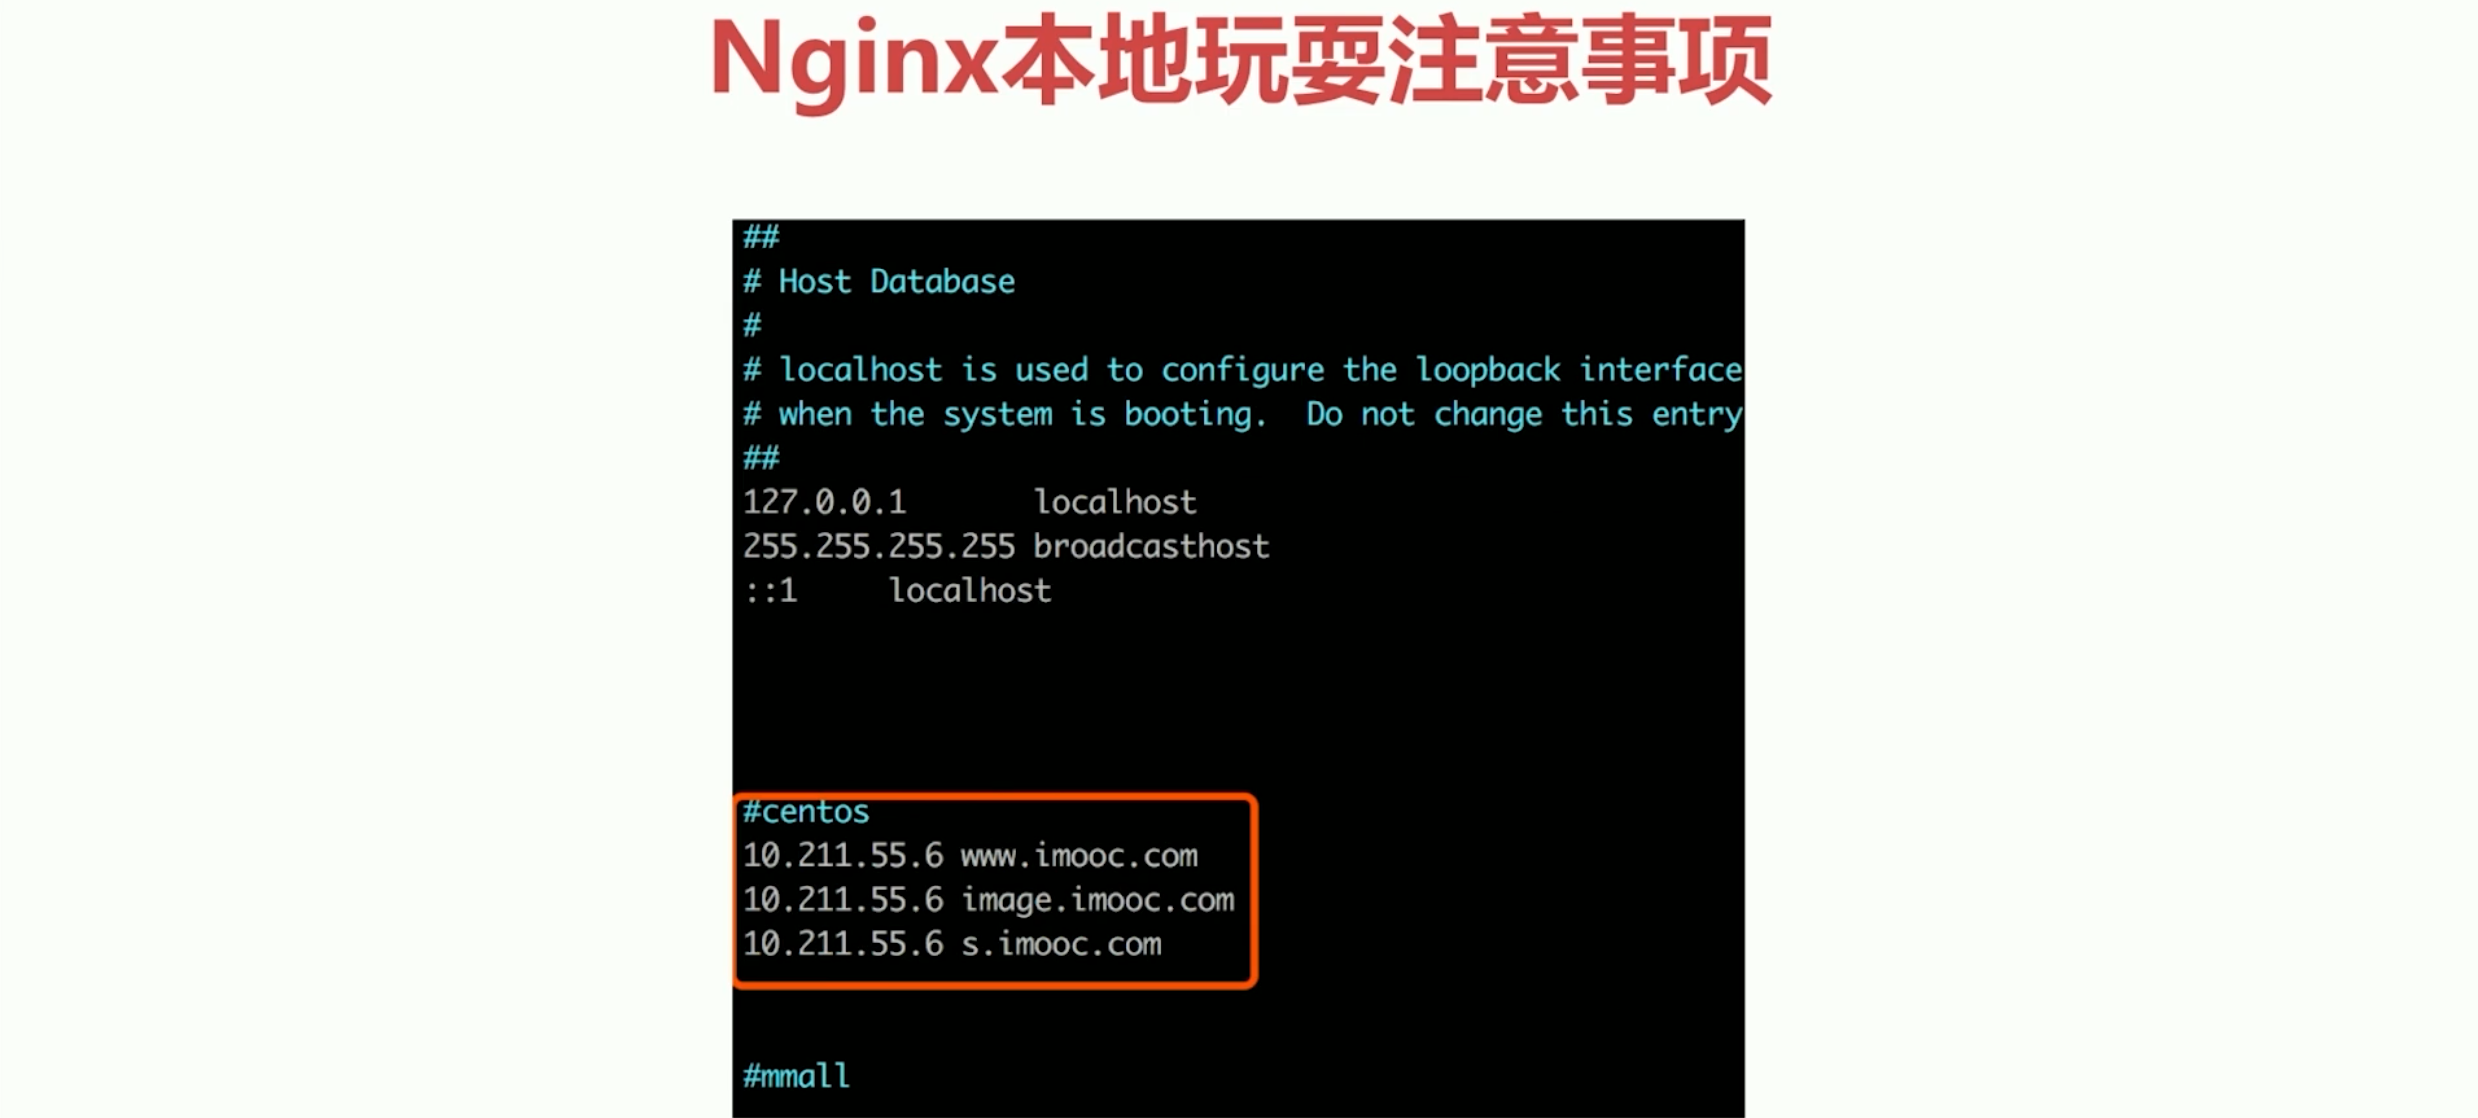 Nginx本地玩耍注意事项
##
# Host Database
#
# localhost is used to configure the loopback interface
# when the system is booting.  Do not change this entry
##
127.0.0.1       localhost
255.255.255.255 broadcasthost
::1     localhost
#centos
10.211.55.6 www.imooc.com
10.211.55.6 image.imooc.com
10.211.55.6 s.imooc.com
#mmall